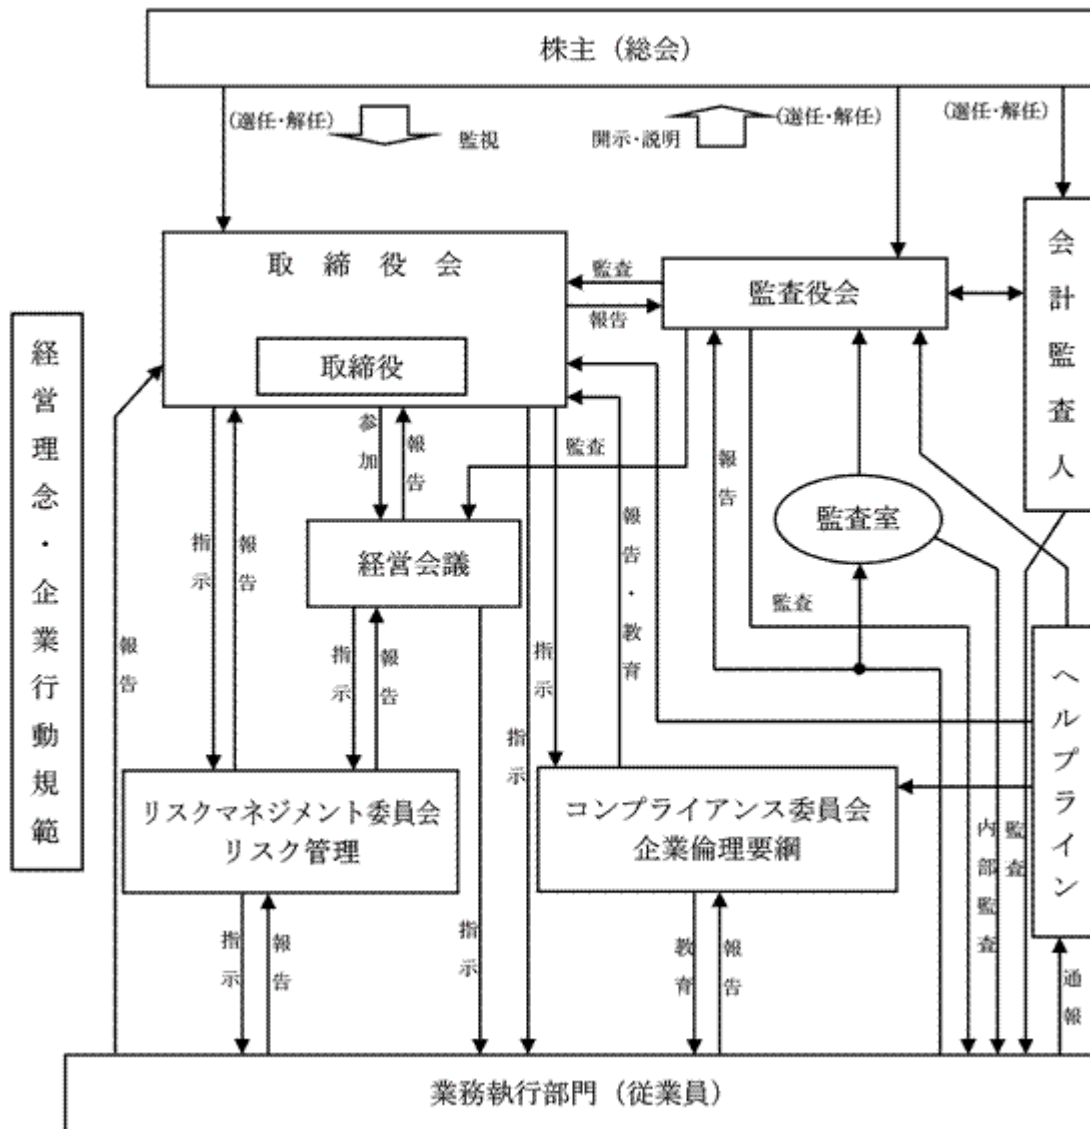 株主（総会）
(選任・解任)
監視
開示・説明
(選任・解任)
(選任・解任)
取締役会
取締役
監査
報告
監査役会
会計監査人
経営理念・企業行動規範
参加
報告
監査
報告
監査室
指示
報告
経営会議
報告・教育
監査
報告
指示
報告
指示
指示
ヘルプライン
リスクマネジメント委員会
リスク管理
コンプライアンス委員会
企業倫理要綱
内部監査
監査
指示
報告
指示
教育
報告
通報
業務執行部門（従業員）